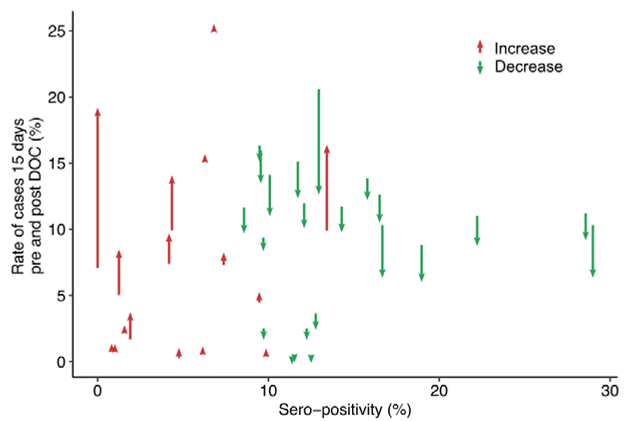 Rate of cases 15 days
pre and post DOC (%)
25
20
15
10
5
0
Increase
Decrease
0 10 20 30
Sero−positivity (%)